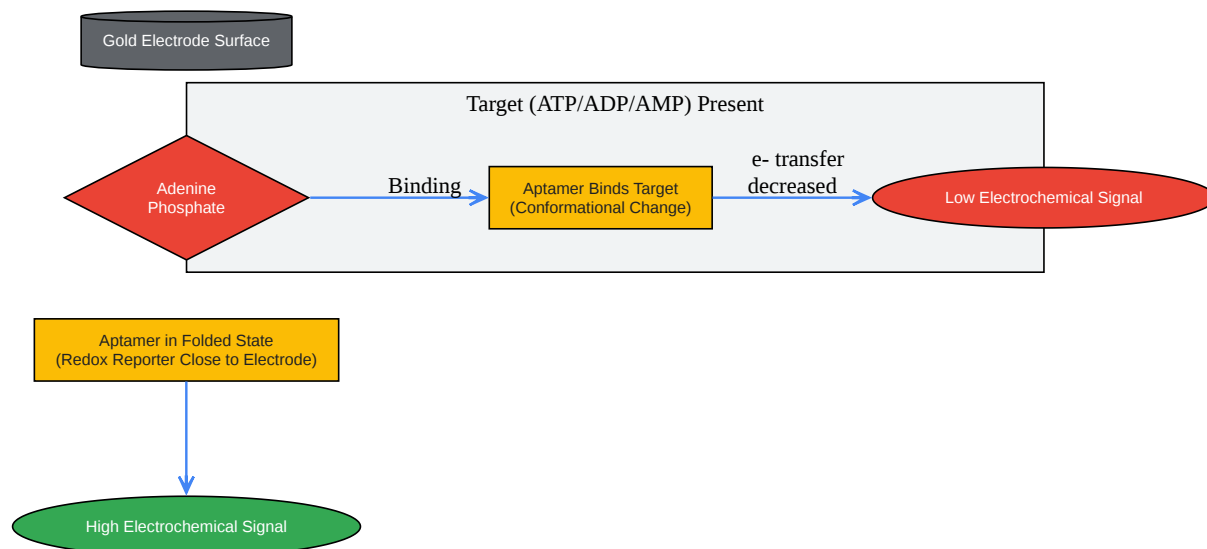 Gold Electrode Surface
Target (ATP/ADP/AMP) Present
Adenine
Phosphate
Binding
Aptamer Binds Target
(Conformational Change)
e- transfer
decreased
Low Electrochemical Signal
Aptamer in Folded State
(Redox Reporter Close to Electrode)
High Electrochemical Signal